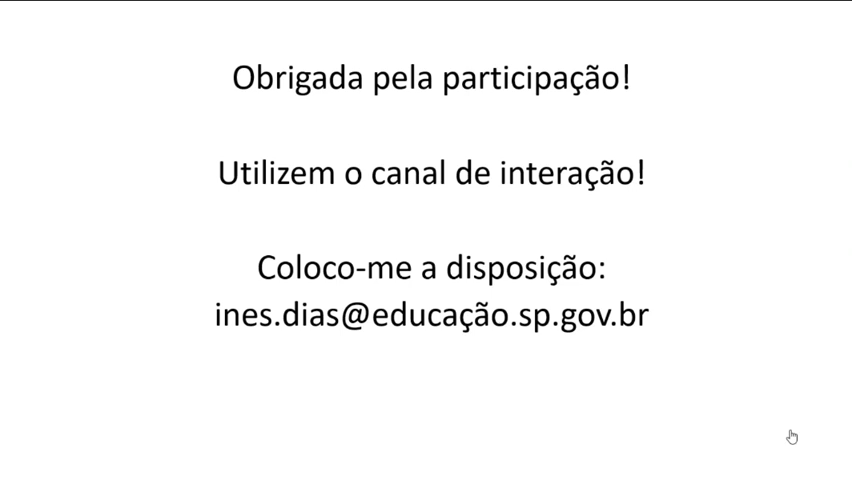 Obrigada pela participação!
Utilizem o canal de interação!
Coloco-me a disposição:
ines.dias@educação.sp.gov.br